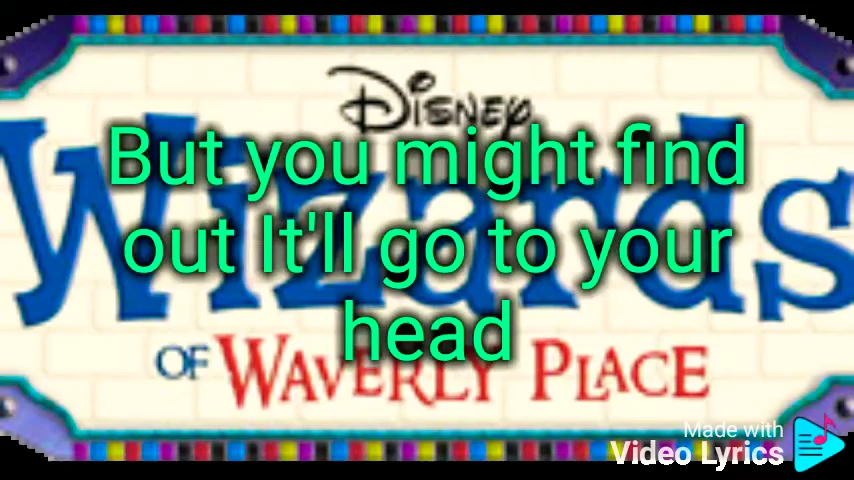 Disney
Wizards
OF WAVERLY PLACE
But you might find
out It'll go to your
head
Made with
Video Lyrics